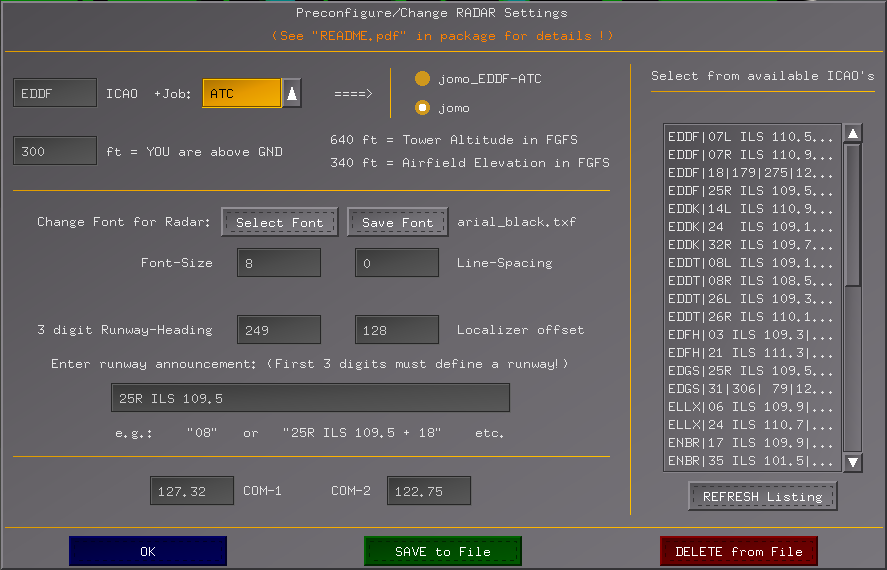 Preconfigure/Change RADAR Settings
(See "README.pdf" in package for details !)
EDDF ICAO +Job: ATC ====> jomo_EDDF-ATC
jomo
300 ft = YOU are above GND
640 ft = Tower Altitude in FGFS
340 ft = Airfield Elevation in FGFS
Change Font for Radar: Select Font Save Font arial_black.txf
Font-Size 8 0 Line-Spacing
3 digit Runway-Heading 249 128 Localizer offset
Enter runway announcement: (First 3 digits must define a runway!)
25R ILS 109.5
e.g.: "08" or "25R ILS 109.5 + 18" etc.
127.32 COM-1 COM-2 122.75
Select from available ICAO's
EDDF|07L ILS 110.5...
EDDF|07R ILS 110.9...
EDDF|18|179|275|12...
EDDF|25R ILS 109.5...
EDDK|14L ILS 110.9...
EDDK|24  ILS 109.1...
EDDK|32R ILS 109.7...
EDDT|08L ILS 109.1...
EDDT|08R ILS 108.5...
EDDT|26L ILS 109.3...
EDDT|26R ILS 110.1...
EDFH|03 ILS 109.3|...
EDFH|21 ILS 111.3|...
EDGS|25R ILS 109.5...
EDGS|31|306| 79|12...
ELLX|06 ILS 109.9|...
ELLX|24 ILS 110.7|...
ENBR|17 ILS 109.9|...
ENBR|35 ILS 101.5|...
REFRESH Listing
OK SAVE to File DELETE from File